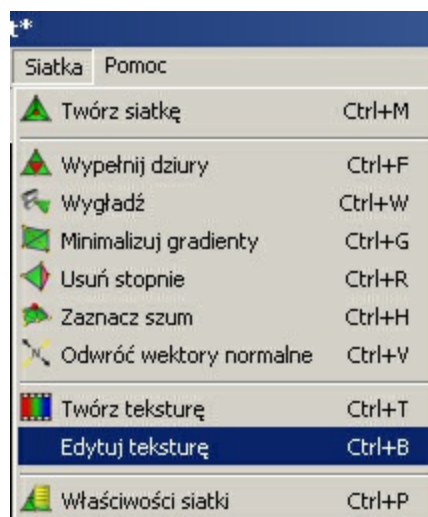 t*
Siatka Pomoc
Twórz siatkę Ctrl+M
Wypełnij dziury Ctrl+F
Wygładź Ctrl+W
Minimalizuj gradienty Ctrl+G
Usuń stopnie Ctrl+R
Zaznacz szum Ctrl+H
Odwróć wektory normalne Ctrl+V
Twórz teksturę Ctrl+T
Edytuj teksturę Ctrl+B
Właściwości siatki Ctrl+P